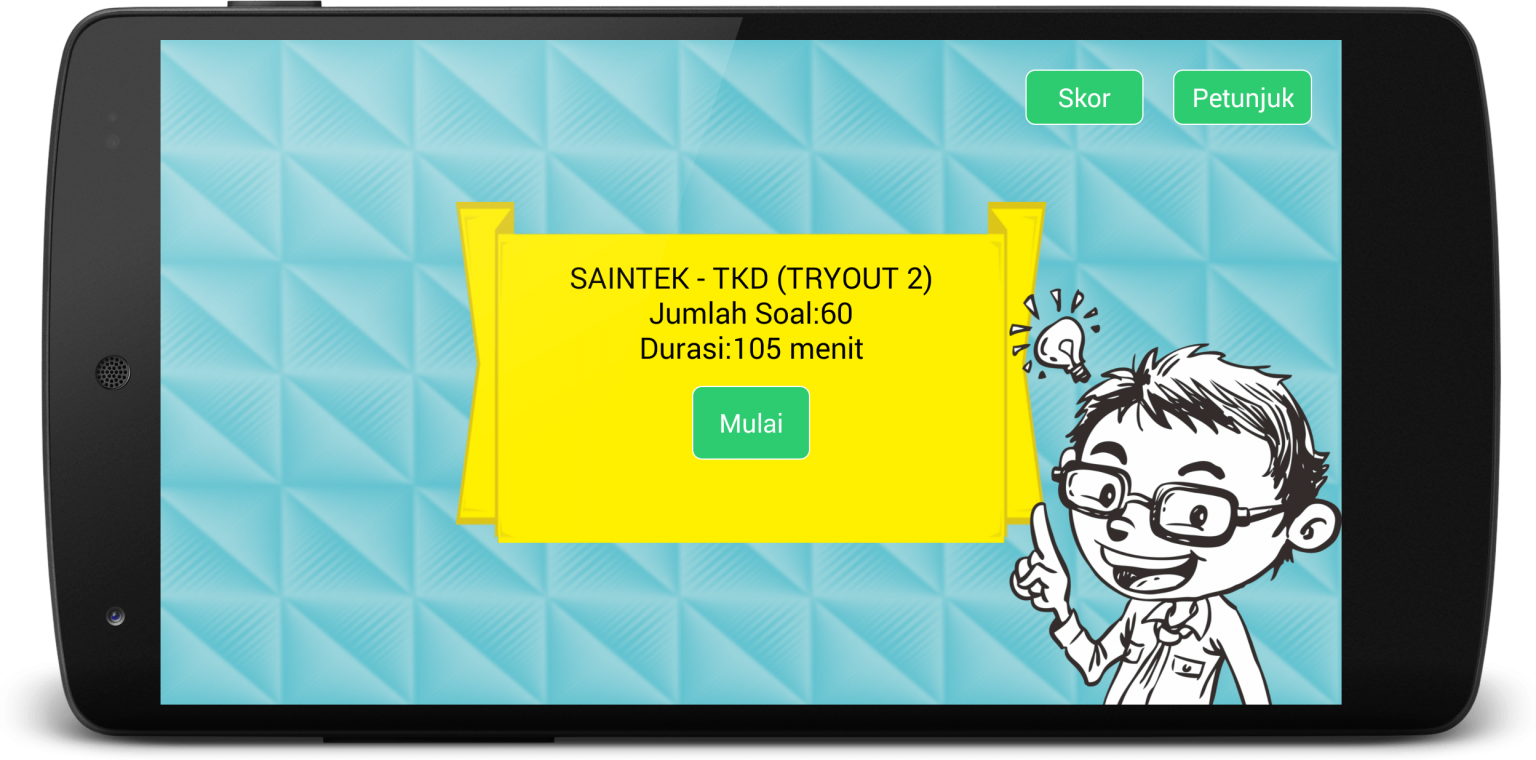 Skor
Petunjuk
SAINTEK - TKD (TRYOUT 2)
Jumlah Soal:60
Durasi:105 menit
Mulai